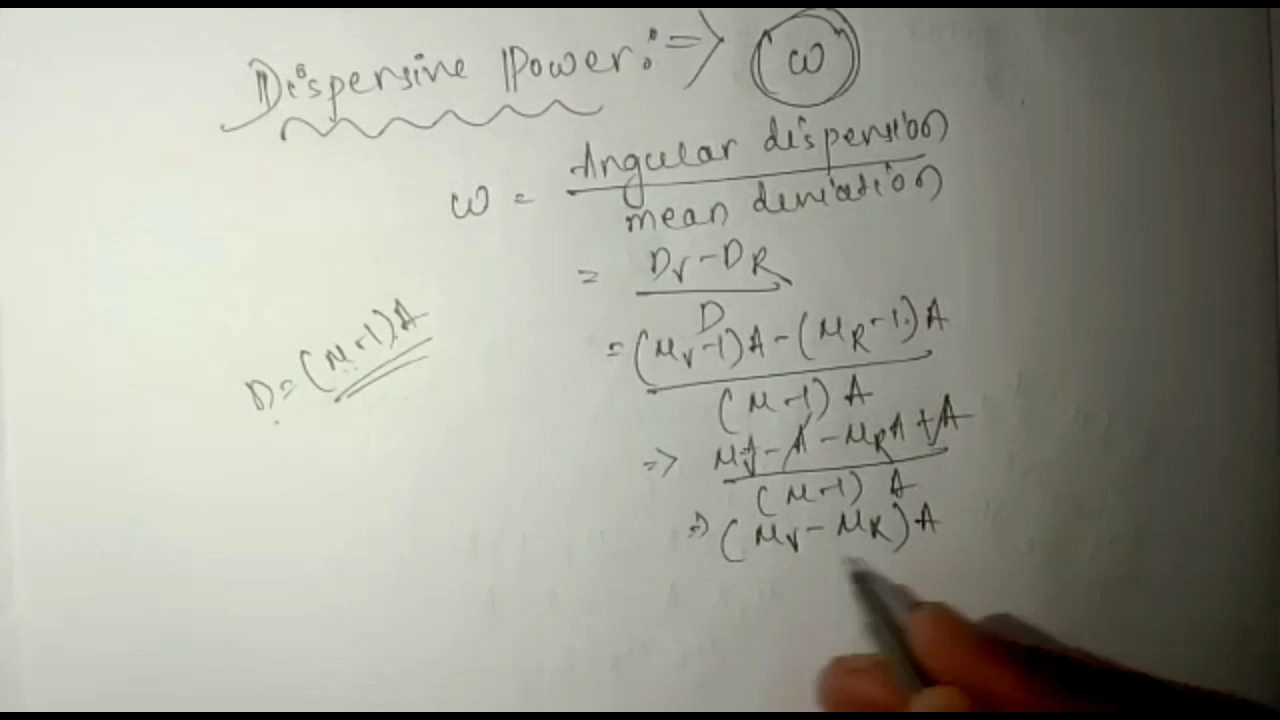 Dispersive Power:⇒ ω
ω = Angular dispersion / mean deviation
= Dv - DR / D
D = (μ-1)A
= (μv-1)A - (μR-1)A / (μ-1) A
⇒ μvA - A - μRA + A / (μ-1) A
⇒ (μv - μR) A